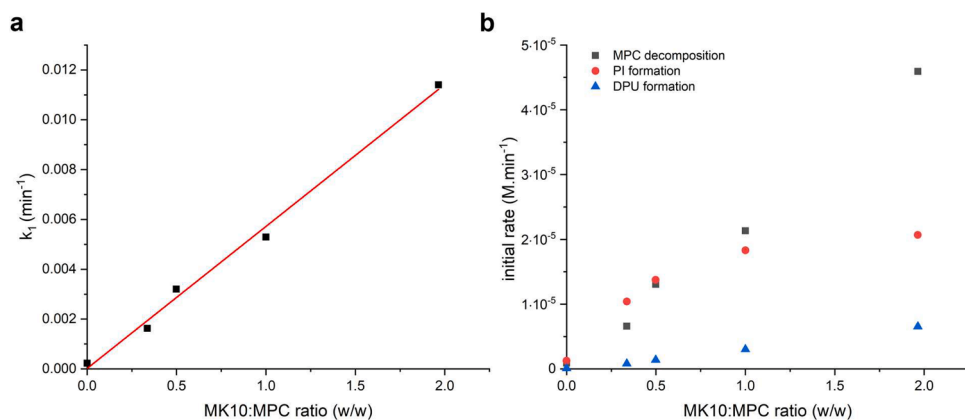 a
0.012
0.010
0.008
0.006
0.004
0.002
0.000
k₁ (min⁻¹)
0.0 0.5 1.0 1.5 2.0
MK10:MPC ratio (w/w)
b
MPC decomposition
PI formation
DPU formation
5·10⁻⁵
4·10⁻⁵
3·10⁻⁵
2·10⁻⁵
1·10⁻⁵
0
initial rate (M.min⁻¹)
0.0 0.5 1.0 1.5 2.0
MK10:MPC ratio (w/w)